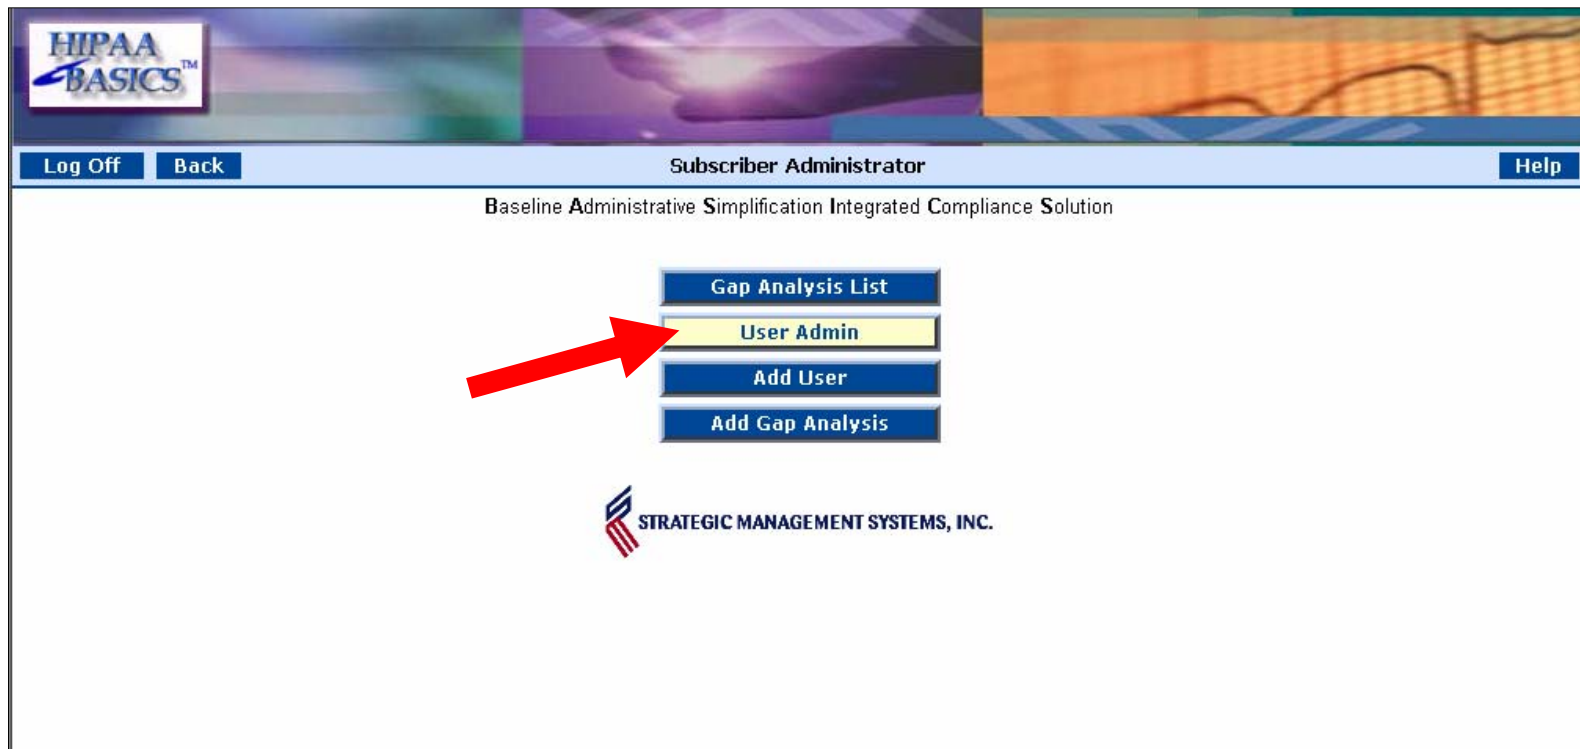 HIPAA
BASICS™
Log Off Back Subscriber Administrator Help
Baseline Administrative Simplification Integrated Compliance Solution
Gap Analysis List
User Admin
Add User
Add Gap Analysis
STRATEGIC MANAGEMENT SYSTEMS, INC.